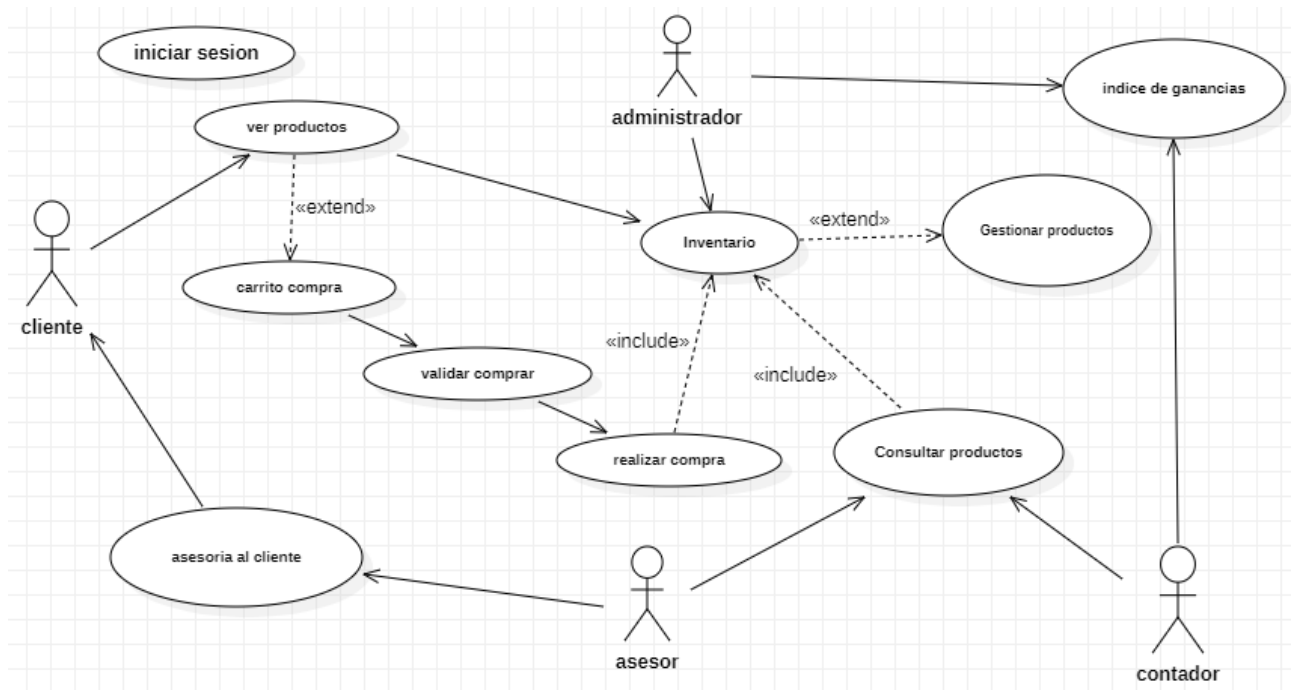 iniciar sesion
administrador
indice de ganancias
ver productos
«extend»
Inventario
«extend»
Gestionar productos
cliente
carrito compra
«include»
validar comprar
«include»
realizar compra
Consultar productos
asesoria al cliente
asesor
contador